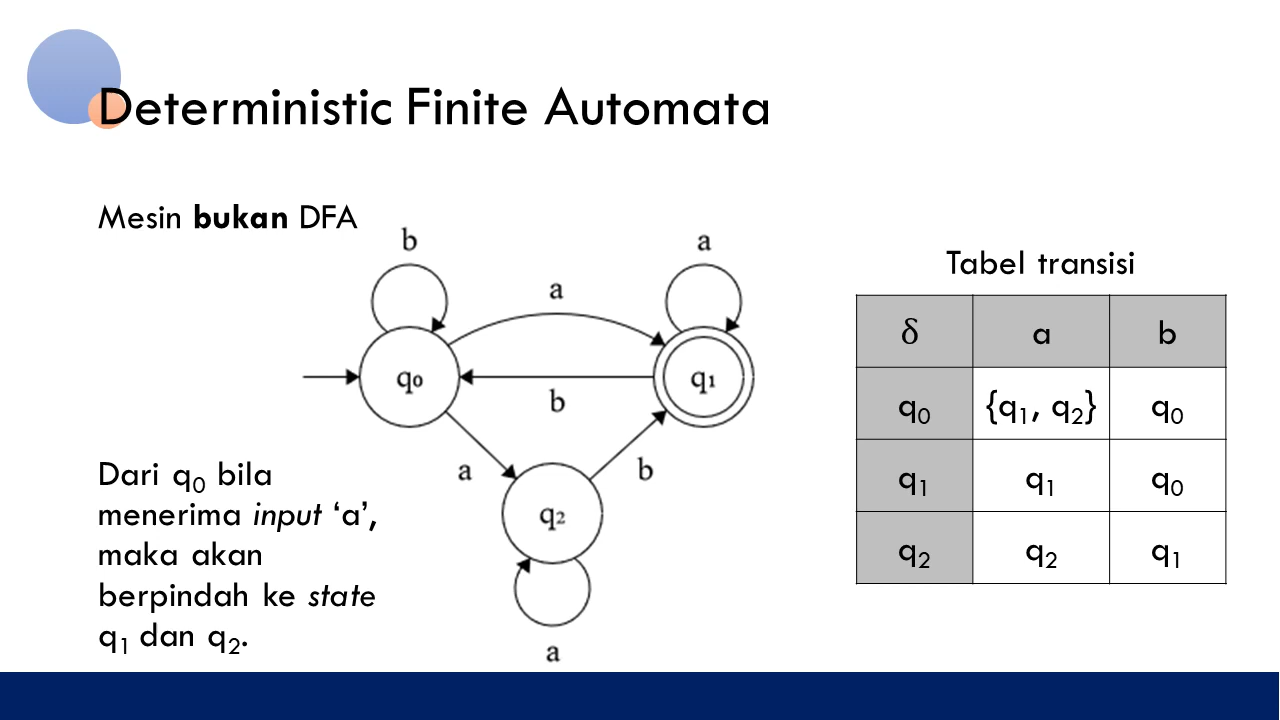 Deterministic Finite Automata
Mesin bukan DFA
b
a
a
q₀
q₁
b
a
b
q₂
a
Dari q₀ bila
menerima input ‘a’,
maka akan
berpindah ke state
q₁ dan q₂.
Tabel transisi
δ a b
q₀ {q₁, q₂} q₀
q₁ q₁ q₀
q₂ q₂ q₁